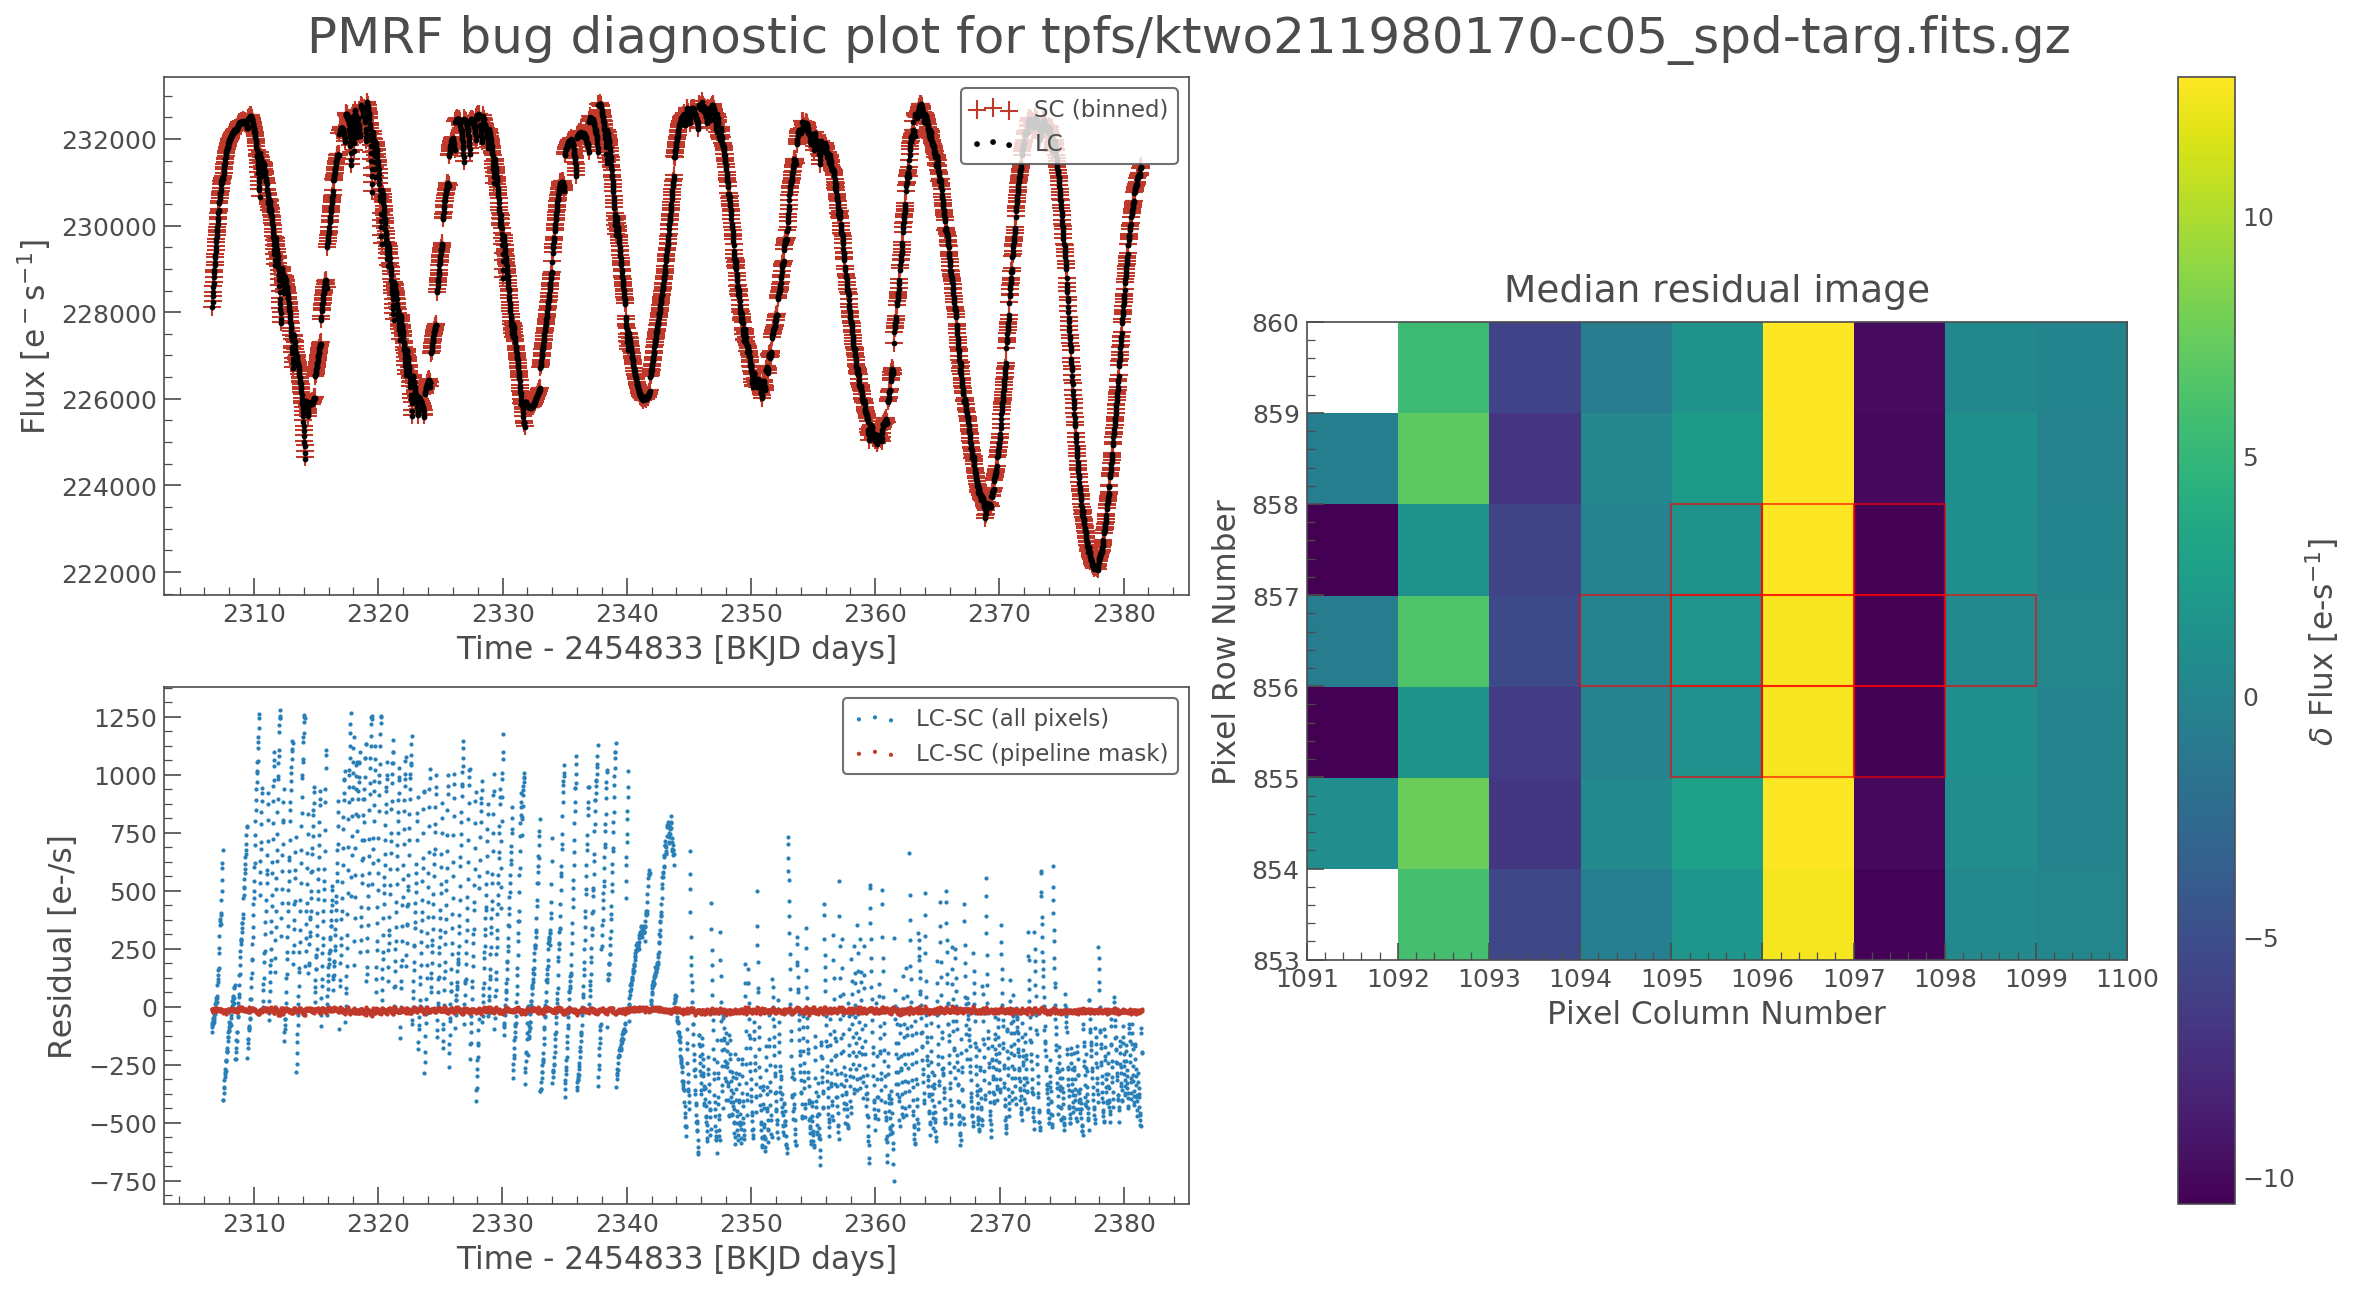 PMRF bug diagnostic plot for tpfs/ktwo211980170-c05_spd-targ.fits.gz
SC (binned)
LC
232000
230000
228000
226000
224000
222000
Flux [e⁻ s⁻¹]
2310 2320 2330 2340 2350 2360 2370 2380
Time - 2454833 [BKJD days]
LC-SC (all pixels)
LC-SC (pipeline mask)
1250
1000
750
500
250
0
−250
−500
−750
Residual [e-/s]
2310 2320 2330 2340 2350 2360 2370 2380
Time - 2454833 [BKJD days]
Median residual image
860
859
858
857
856
855
854
853
Pixel Row Number
1091 1092 1093 1094 1095 1096 1097 1098 1099 1100
Pixel Column Number
10
5
0
−5
−10
δ Flux [e-s⁻¹]